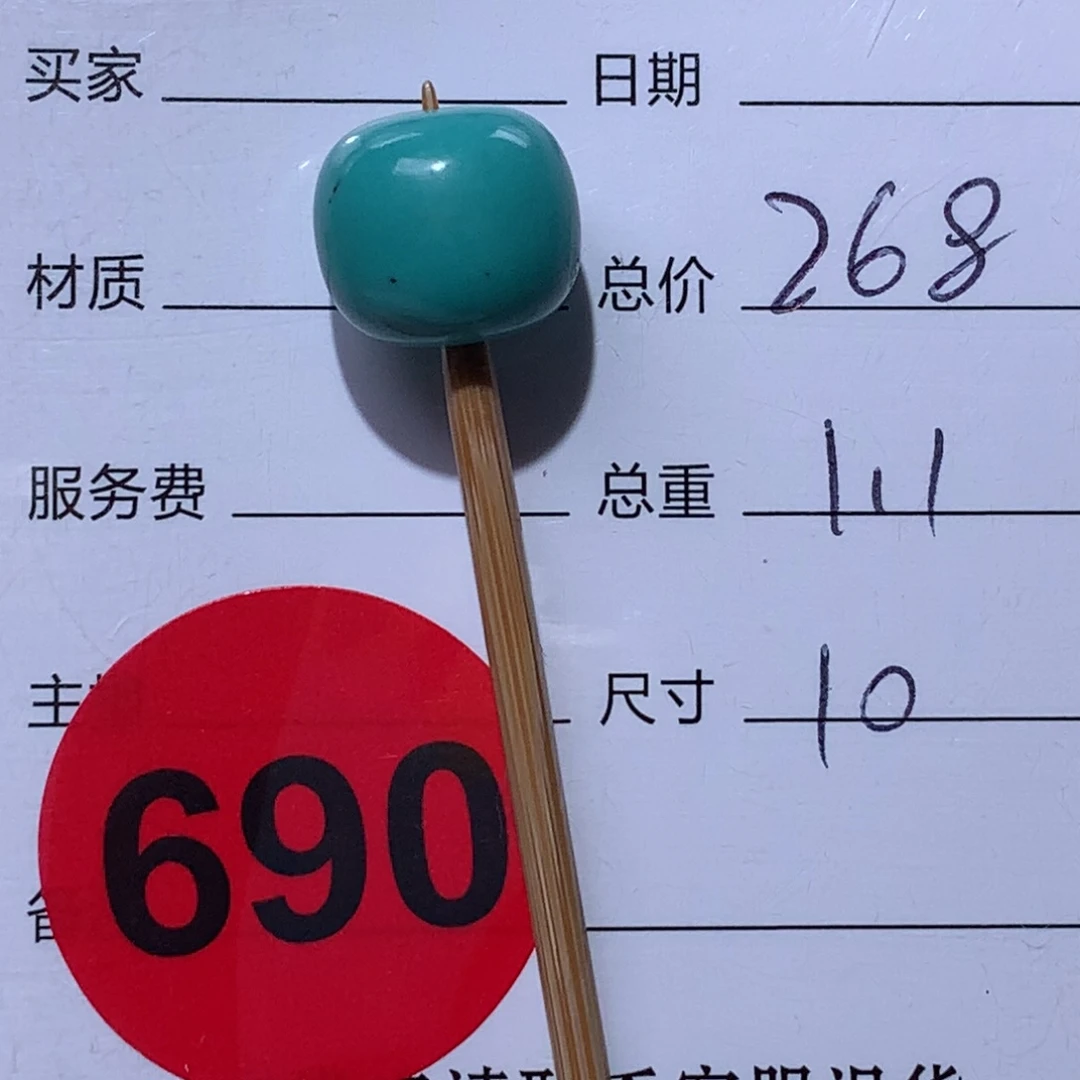 买家 日期
材质 总价 268
服务费 总重 1.1
主 尺寸 10
690